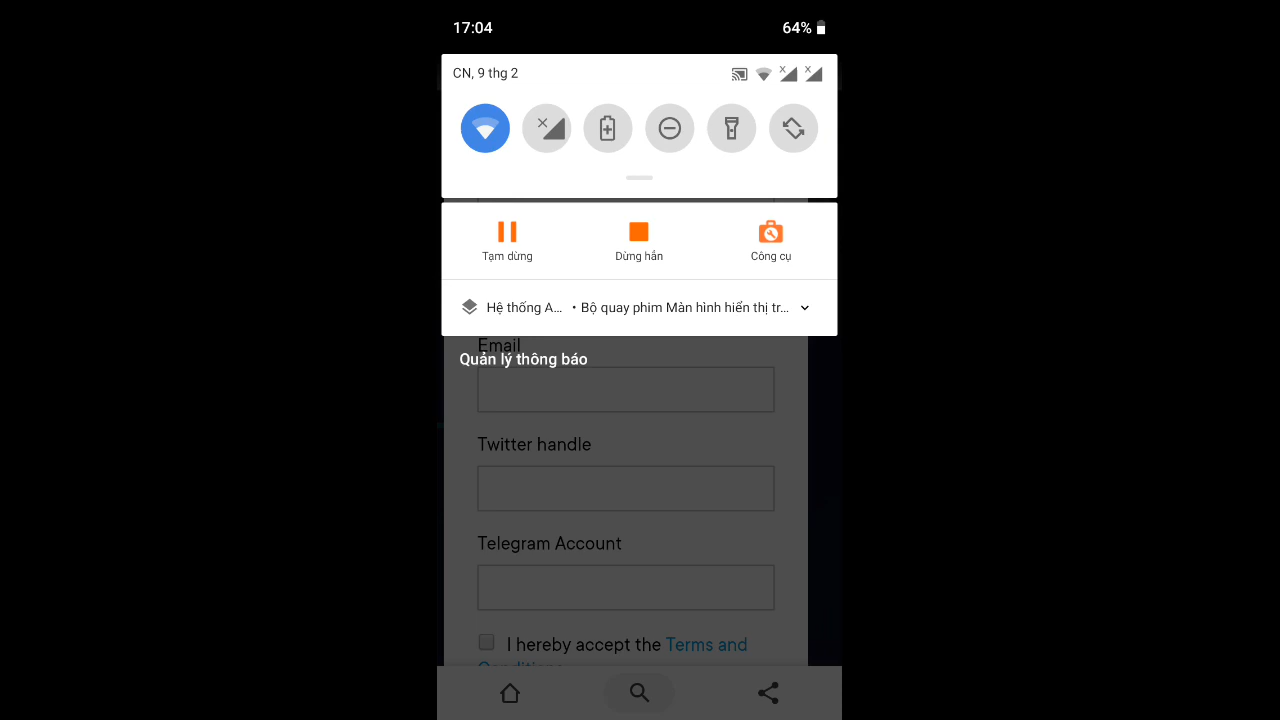 17:04
64%
CN, 9 thg 2
Tạm dừng
Dừng hẳn
Công cụ
Hệ thống A... • Bộ quay phim Màn hình hiển thị tr...
Email
Quản lý thông báo
Twitter handle
Telegram Account
I hereby accept the Terms and
Conditions